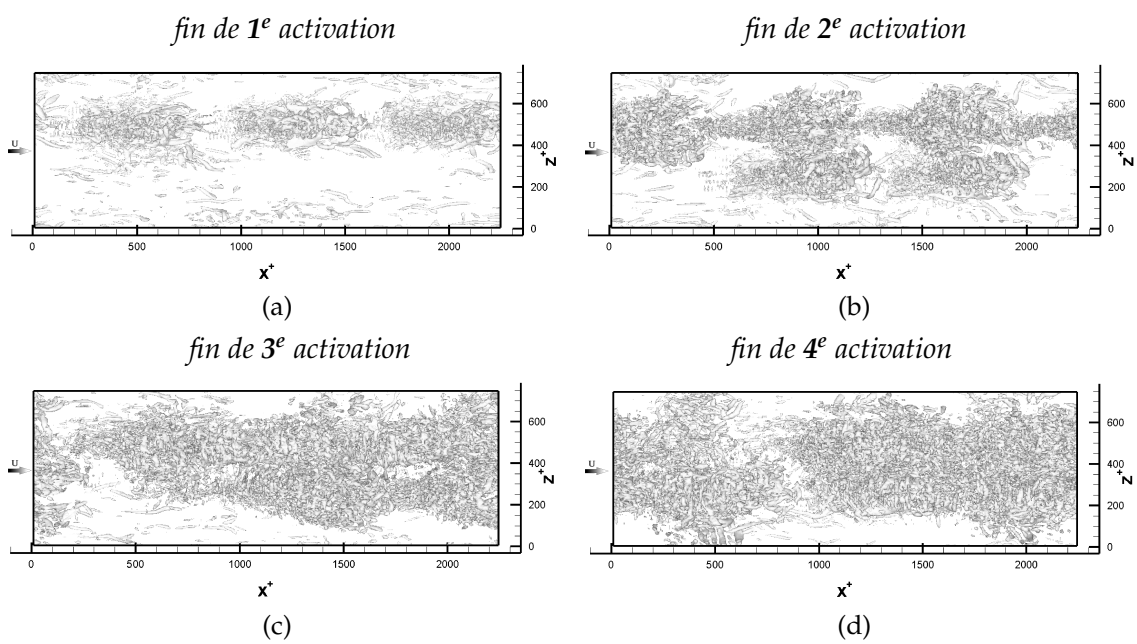 fin de 1e activation
fin de 2e activation
600
400
200
0
z+
U
0 500 1000 1500 2000
x+
(a)
600
400
200
0
z+
U
0 500 1000 1500 2000
x+
(b)
fin de 3e activation
fin de 4e activation
600
400
200
0
z+
U
0 500 1000 1500 2000
x+
(c)
600
400
200
0
z+
U
0 500 1000 1500 2000
x+
(d)